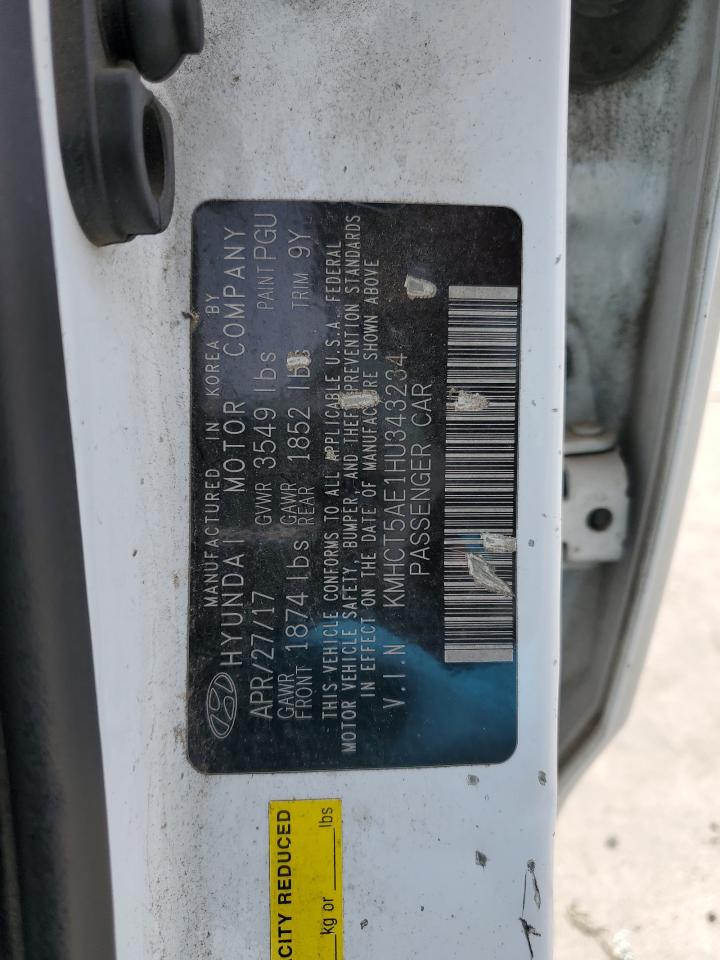 MANUFACTURED IN KOREA BY
HYUNDAI MOTOR COMPANY
APR/27/17 GVWR 3549 lbs PAINT PGU
GAWR FRONT 1874 lbs GAWR REAR 1852 lbs TRIM 9Y
THIS VEHICLE CONFORMS TO ALL APPLICABLE U.S.A. FEDERAL
MOTOR VEHICLE SAFETY, BUMPER, AND THEFT PREVENTION STANDARDS
IN EFFECT ON THE DATE OF MANUFACTURE SHOWN ABOVE
V.I.N KMHCT5AE1HU343234
PASSENGER CAR
CITY REDUCED
kg or lbs